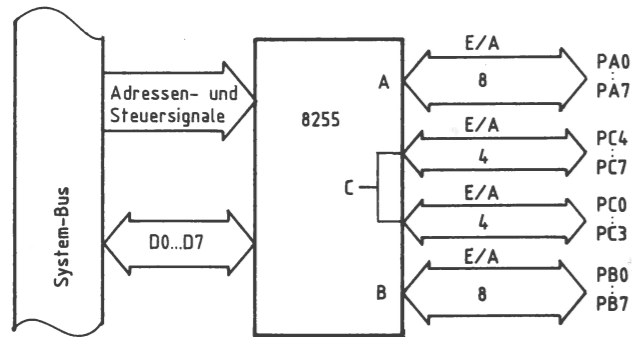 System-Bus
Adressen- und
Steuersignale
D0...D7
8255
A
C
B
E/A
8
PA0
⋮
PA7
E/A
4
PC4
⋮
PC7
E/A
4
PC0
⋮
PC3
E/A
8
PB0
⋮
PB7